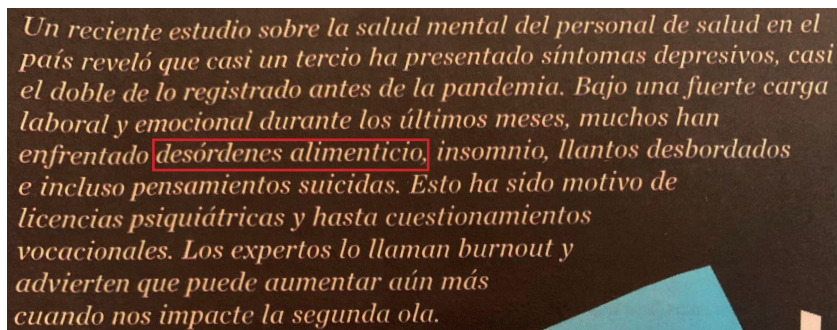 Un reciente estudio sobre la salud mental del personal de salud en el
país reveló que casi un tercio ha presentado síntomas depresivos, casi
el doble de lo registrado antes de la pandemia. Bajo una fuerte carga
laboral y emocional durante los últimos meses, muchos han
enfrentado desórdenes alimenticio, insomnio, llantos desbordados
e incluso pensamientos suicidas. Esto ha sido motivo de
licencias psiquiátricas y hasta cuestionamientos
vocacionales. Los expertos lo llaman burnout y
advierten que puede aumentar aún más
cuando nos impacte la segunda ola.